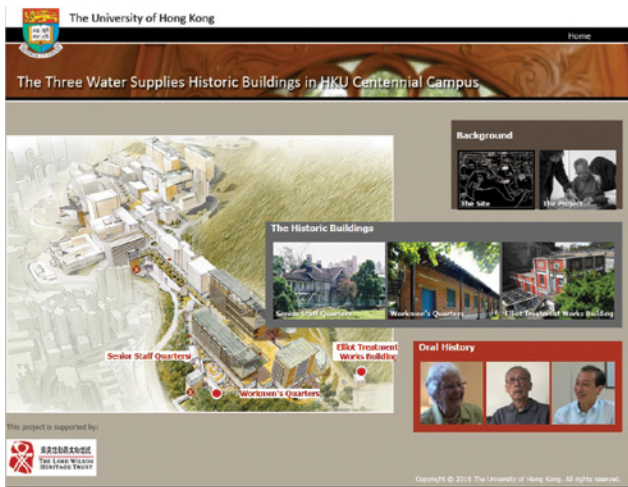 The University of Hong Kong
Home
The Three Water Supplies Historic Buildings in HKU Centennial Campus
Background
The Site
The Project
The Historic Buildings
Senior Staff Quarters
Workmen's Quarters
Elliot Treatment Works Building
Senior Staff Quarters
Elliot Treatment
Works Building
Workmen's Quarters
Oral History
This project is supported by:
THE LORD WILSON
HERITAGE TRUST
Copyright © 2018 The University of Hong Kong. All rights reserved.